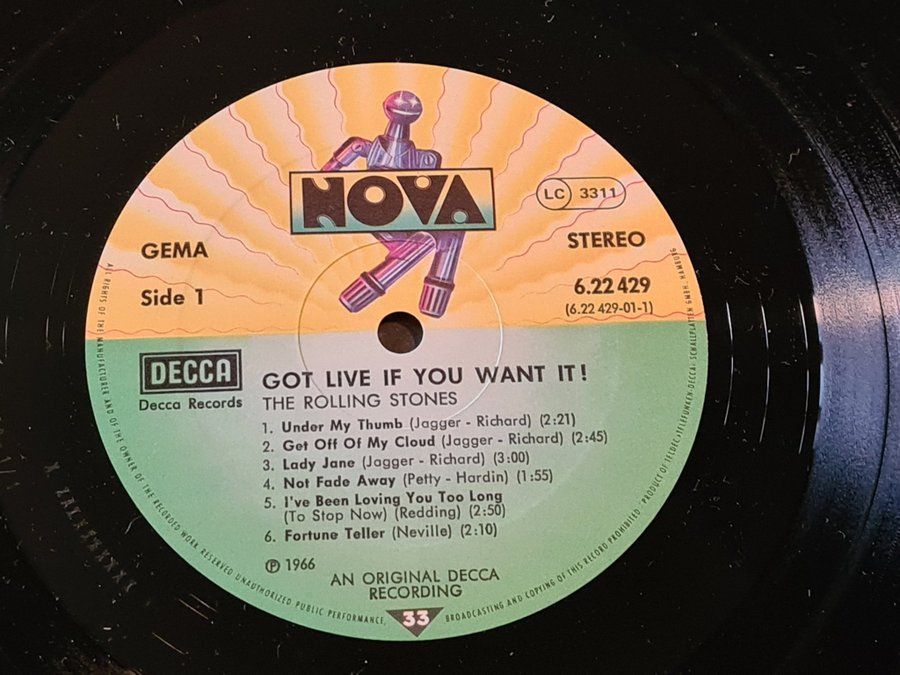 NOVA
LC 3311
GEMA
STEREO
Side 1
6.22 429
(6.22 429-01-1)
DECCA
Decca Records
GOT LIVE IF YOU WANT IT!
THE ROLLING STONES
1. Under My Thumb (Jagger - Richard) (2:21)
2. Get Off Of My Cloud (Jagger - Richard) (2:45)
3. Lady Jane (Jagger - Richard) (3:00)
4. Not Fade Away (Petty - Hardin) (1:55)
5. I've Been Loving You Too Long
(To Stop Now) (Redding) (2:50)
6. Fortune Teller (Neville) (2:10)
Ⓟ 1966
AN ORIGINAL DECCA
RECORDING
33
ALL RIGHTS OF THE MANUFACTURER AND OF THE OWNER OF THE RECORDED WORK RESERVED UNAUTHORIZED PUBLIC PERFORMANCE, BROADCASTING AND COPYING OF THIS RECORD PROHIBITED · PRODUCT OF TELDEC »TELEFUNKEN-DECCA« SCHALLPLATTEN GMBH, HAMBURG